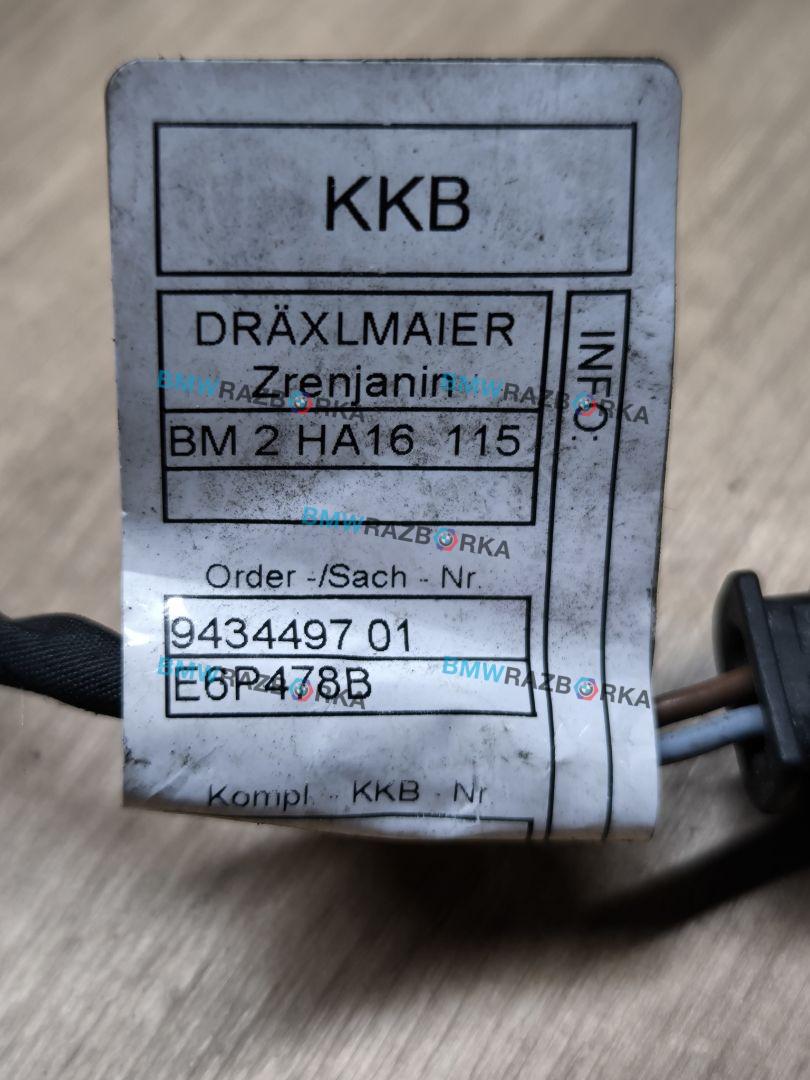 KKB
DRÄXLMAIER
Zrenjanin
INFO:
BMWRAZBORKA
BMWRAZBORKA
BM 2 HA16 115
BMWRAZBORKA
Order -/Sach - Nr.
9434497 01
E6P478B
BMWRAZBORKA
BMWRAZBORKA
Kompl. - KKB - Nr